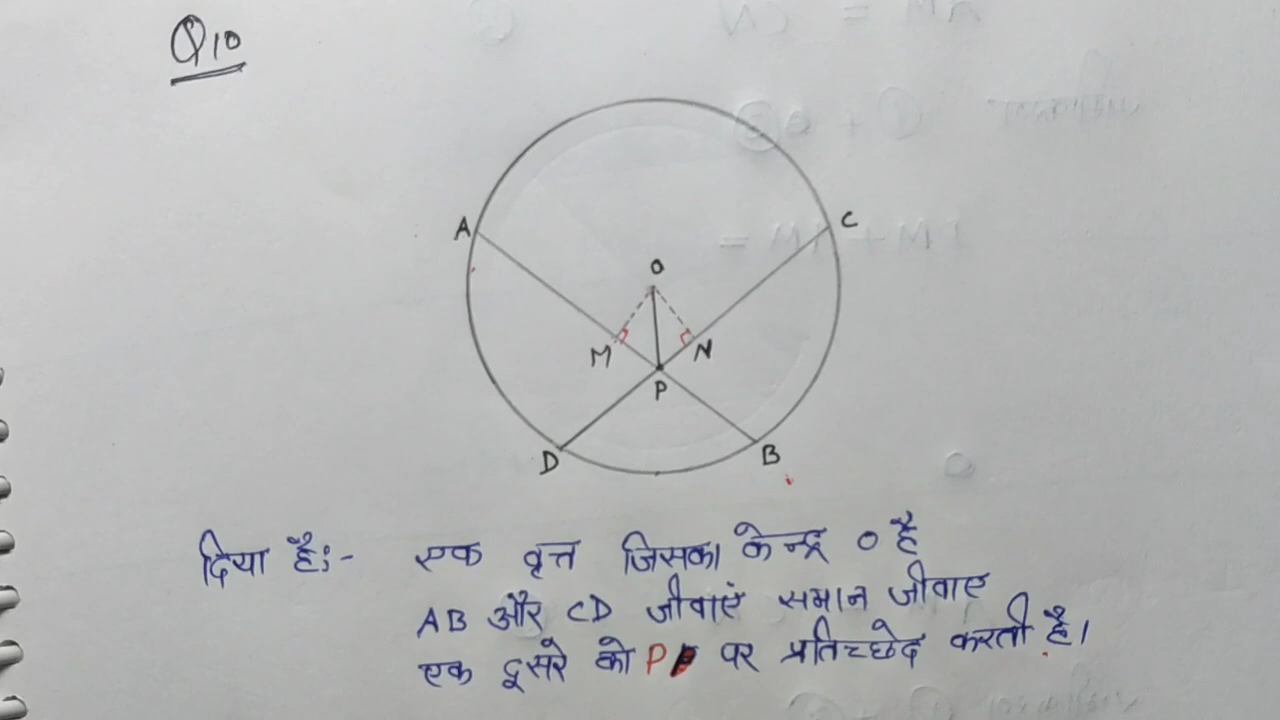 Q10
A
C
O
M
N
P
D
B
दिया है:- एक वृत्त जिसका केन्द्र O है
AB और CD जीवाएं समान जीवाए
एक दूसरे को P पर प्रतिच्छेद करती है।